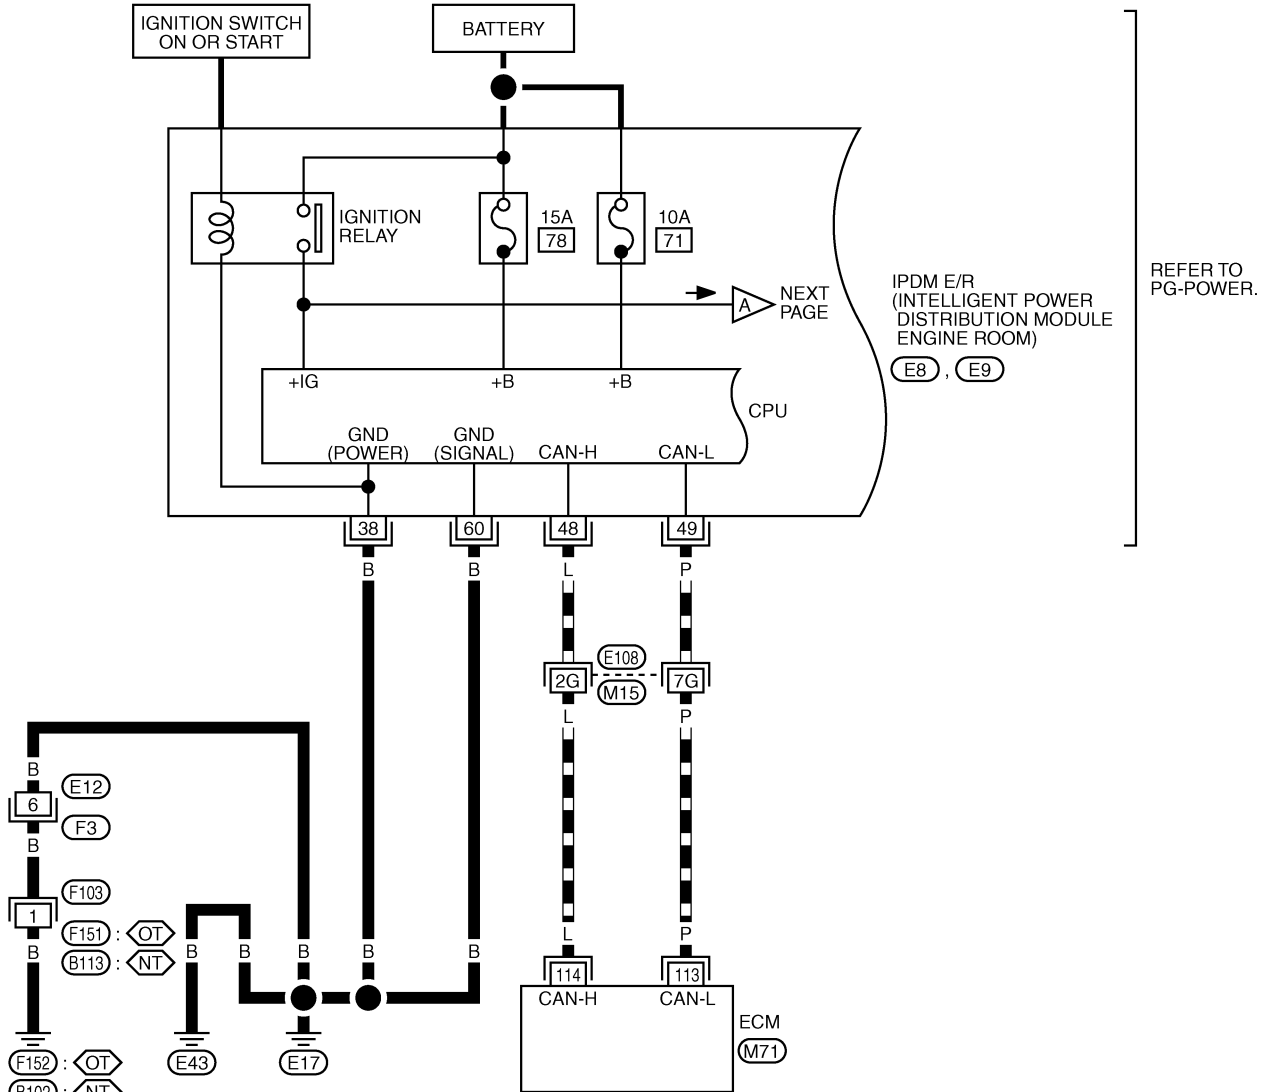 IGNITION SWITCH
ON OR START
BATTERY
IGNITION
RELAY
15A
78
10A
71
A
NEXT
PAGE
IPDM E/R
(INTELLIGENT POWER
DISTRIBUTION MODULE
ENGINE ROOM)
E8 , E9
REFER TO
PG-POWER.
+IG
+B
+B
CPU
GND
(POWER)
GND
(SIGNAL)
CAN-H
CAN-L
38
60
48
49
B
B
L
P
E108
2G
7G
M15
L
P
B
E12
6
F3
B
F103
1
F151 : OT
B113 : NT
B
B
B
B
B
B
L
P
114
113
CAN-H
CAN-L
ECM
M71
F152 : OT
E43
E17
B102 : NT